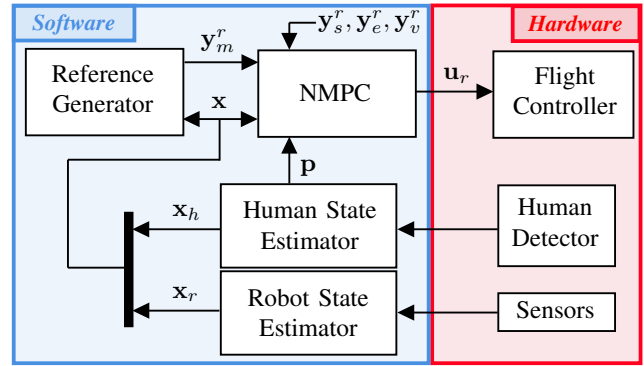 Software
Hardware
y_s^r, y_e^r, y_v^r
Reference
Generator
y_m^r
x
NMPC
u_r
Flight
Controller
p
x_h
Human State
Estimator
Human
Detector
x_r
Robot State
Estimator
Sensors